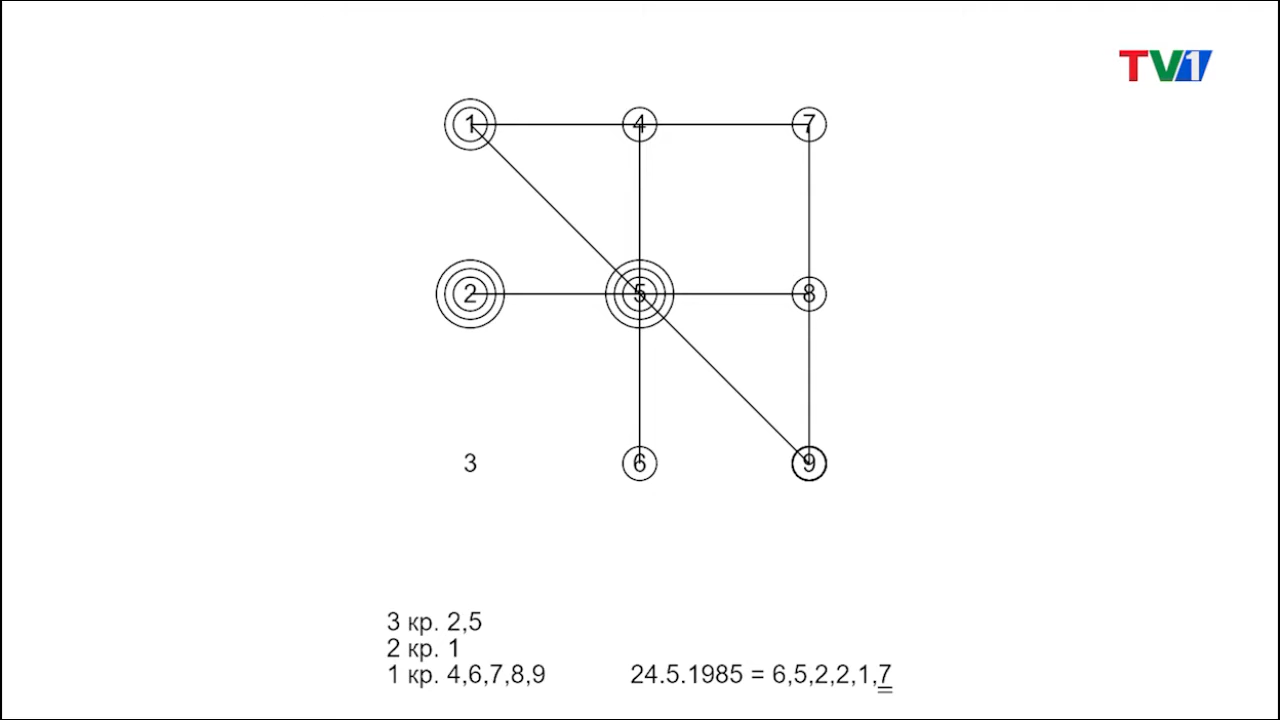 TV1
1 4 7
2 5 8
3 6 9
3 кр. 2,5
2 кр. 1
1 кр. 4,6,7,8,9
24.5.1985 = 6,5,2,2,1,7